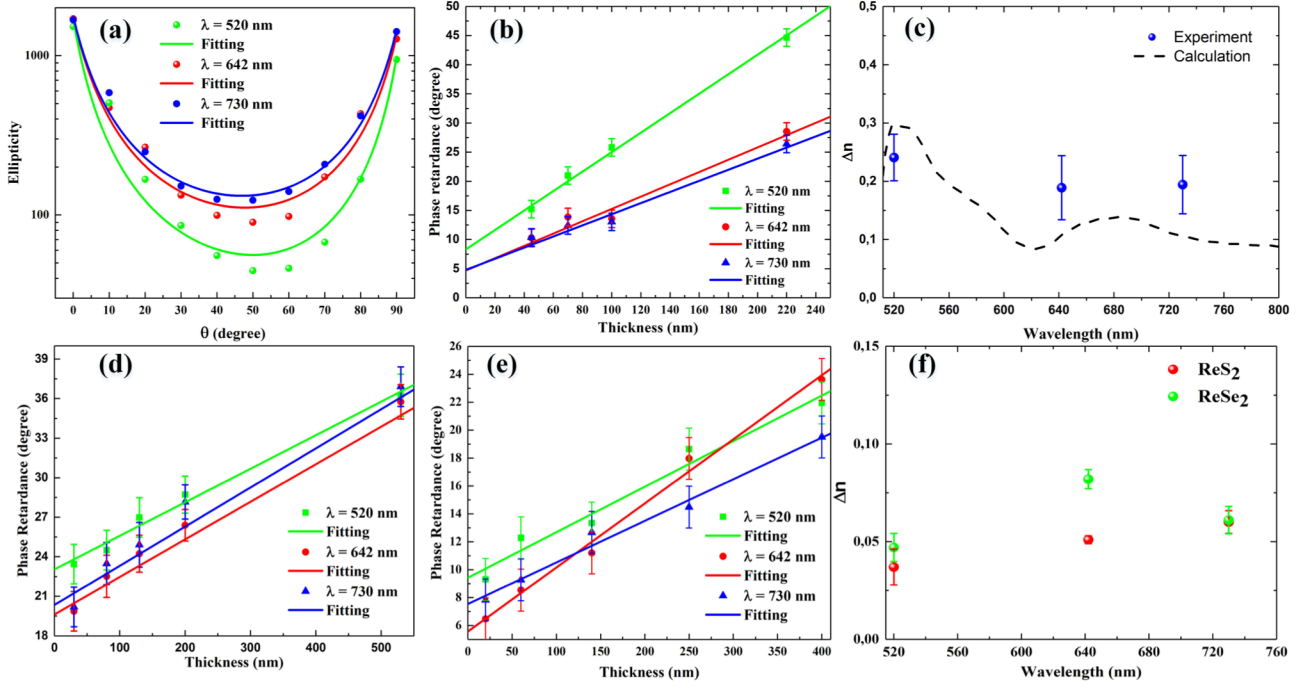 (a)
λ = 520 nm
Fitting
λ = 642 nm
Fitting
λ = 730 nm
Fitting
1000
100
Ellipticity
0 10 20 30 40 50 60 70 80 90
θ (degree)
(b)
50
45
40
35
30
25
20
15
10
5
0
Phase retardance (degree)
λ = 520 nm
Fitting
λ = 642 nm
Fitting
λ = 730 nm
Fitting
0 20 40 60 80 100 120 140 160 180 200 220 240
Thickness (nm)
(c)
0,5
0,4
0,3
0,2
0,1
0,0
Δn
Experiment
Calculation
520 560 600 640 680 720 760 800
Wavelength (nm)
(d)
39
36
33
30
27
24
21
18
Phase Retardance (degree)
λ = 520 nm
Fitting
λ = 642 nm
Fitting
λ = 730 nm
Fitting
0 100 200 300 400 500
Thickness (nm)
(e)
26
24
22
20
18
16
14
12
10
8
6
4
Phase Retardance (degree)
λ = 520 nm
Fitting
λ = 642 nm
Fitting
λ = 730 nm
Fitting
0 50 100 150 200 250 300 350 400
Thickness (nm)
(f)
0,15
0,10
0,05
0,00
Δn
ReS2
ReSe2
520 560 600 640 680 720 760
Wavelength (nm)